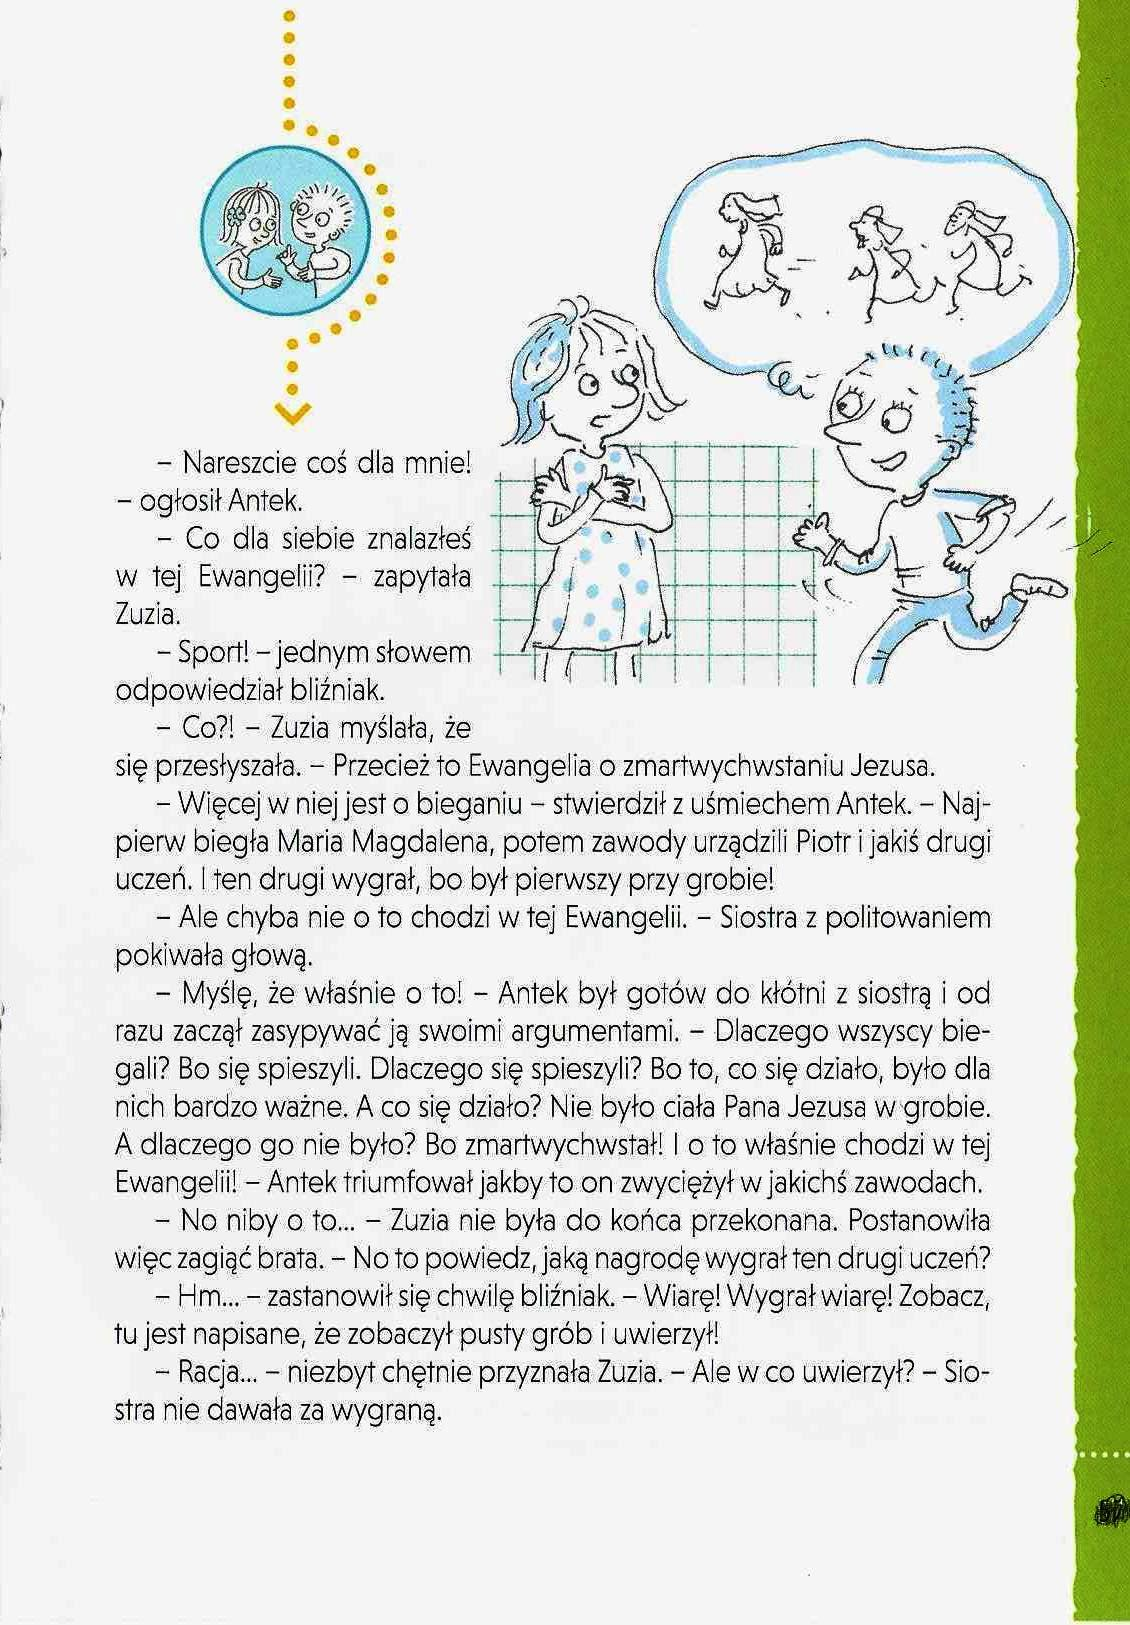 – Nareszcie coś dla mnie!
– ogłosił Antek.
– Co dla siebie znalazłeś
w tej Ewangelii? – zapytała
Zuzia.
– Sport! – jednym słowem
odpowiedział bliźniak.
– Co?! – Zuzia myślała, że
się przesłyszała. – Przecież to Ewangelia o zmartwychwstaniu Jezusa.
– Więcej w niej jest o bieganiu – stwierdził z uśmiechem Antek. – Naj-
pierw biegła Maria Magdalena, potem zawody urządzili Piotr i jakiś drugi
uczeń. I ten drugi wygrał, bo był pierwszy przy grobie!
– Ale chyba nie o to chodzi w tej Ewangelii. – Siostra z politowaniem
pokiwała głową.
– Myślę, że właśnie o to! – Antek był gotów do kłótni z siostrą i od
razu zaczął zasypywać ją swoimi argumentami. – Dlaczego wszyscy bie-
gali? Bo się spieszyli. Dlaczego się spieszyli? Bo to, co się działo, było dla
nich bardzo ważne. A co się działo? Nie było ciała Pana Jezusa w grobie.
A dlaczego go nie było? Bo zmartwychwstał! I o to właśnie chodzi w tej
Ewangelii! – Antek triumfował jakby to on zwyciężył w jakichś zawodach.
– No niby o to... – Zuzia nie była do końca przekonana. Postanowiła
więc zagiąć brata. – No to powiedz, jaką nagrodę wygrał ten drugi uczeń?
– Hm... – zastanowił się chwilę bliźniak. – Wiarę! Wygrał wiarę! Zobacz,
tu jest napisane, że zobaczył pusty grób i uwierzył!
– Racja... – niezbyt chętnie przyznała Zuzia. – Ale w co uwierzył? – Sio-
stra nie dawała za wygraną.